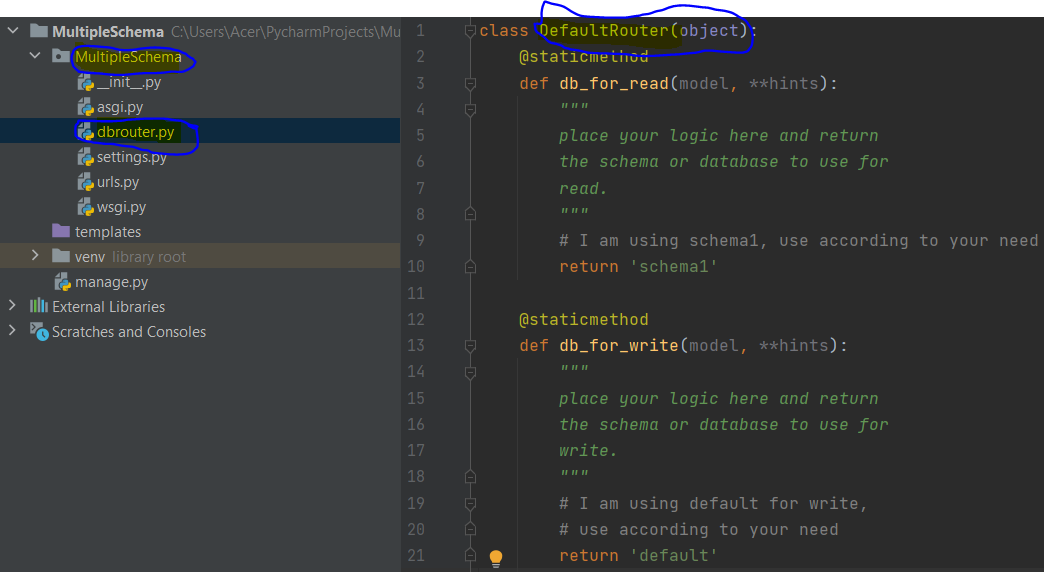 MultipleSchema C:\Users\Acer\PycharmProjects\Mu
MultipleSchema
__init__.py
asgi.py
dbrouter.py
settings.py
urls.py
wsgi.py
templates
venv library root
manage.py
External Libraries
Scratches and Consoles
1 class DefaultRouter(object):
2 @staticmethod
3 def db_for_read(model, **hints):
4 """
5 place your logic here and return
6 the schema or database to use for
7 read.
8 """
9 # I am using schema1, use according to your need
10 return 'schema1'
11
12 @staticmethod
13 def db_for_write(model, **hints):
14 """
15 place your logic here and return
16 the schema or database to use for
17 write.
18 """
19 # I am using default for write,
20 # use according to your need
21 return 'default'